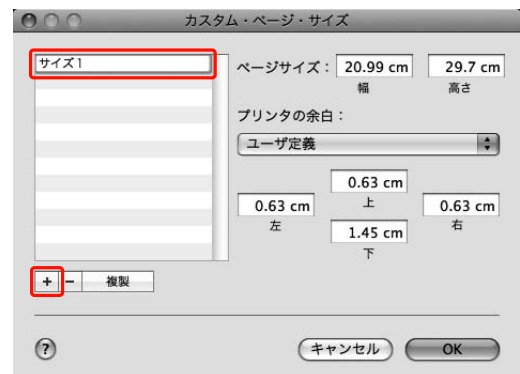 カスタム・ページ・サイズ
サイズ1
ページサイズ： 20.99 cm 29.7 cm
幅 高さ
プリンタの余白：
ユーザ定義
0.63 cm
上
0.63 cm 0.63 cm
左 右
1.45 cm
下
+ − 複製
? キャンセル OK